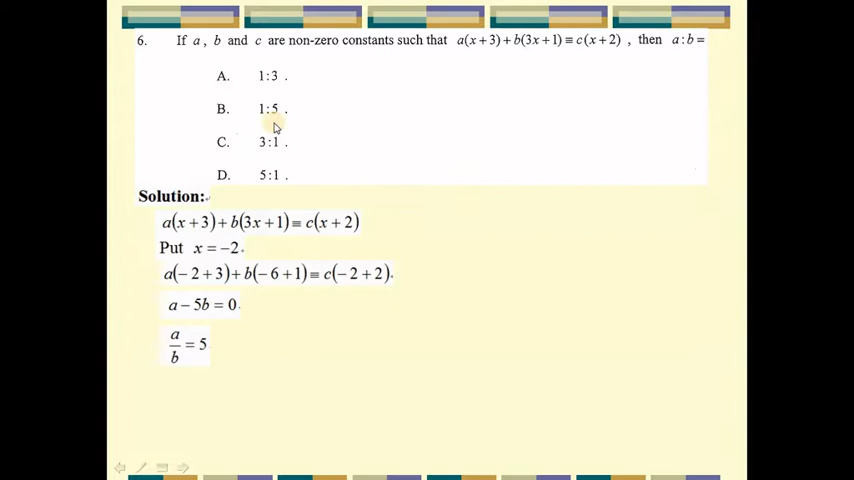 6. If a, b and c are non-zero constants such that a(x+3)+b(3x+1)≡c(x+2), then a:b=
A. 1:3.
B. 1:5.
C. 3:1.
D. 5:1.
Solution:
a(x+3)+b(3x+1)≡c(x+2)
Put x=−2.
a(−2+3)+b(−6+1)≡c(−2+2).
a−5b=0.
a/b=5